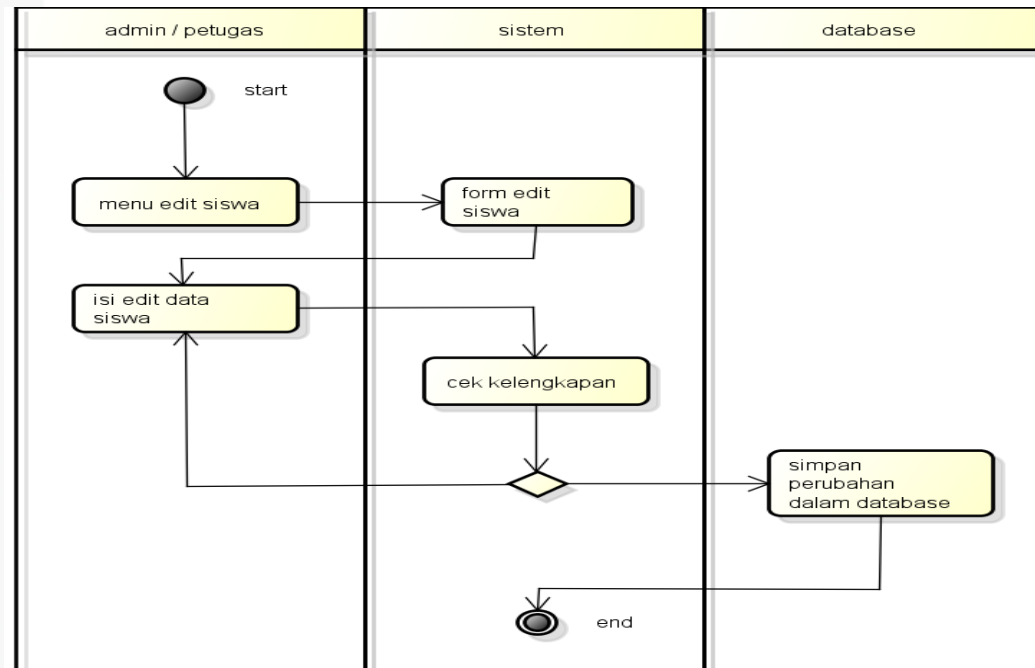 admin / petugas
sistem
database
start
menu edit siswa
form edit
siswa
isi edit data
siswa
cek kelengkapan
simpan
perubahan
dalam database
end